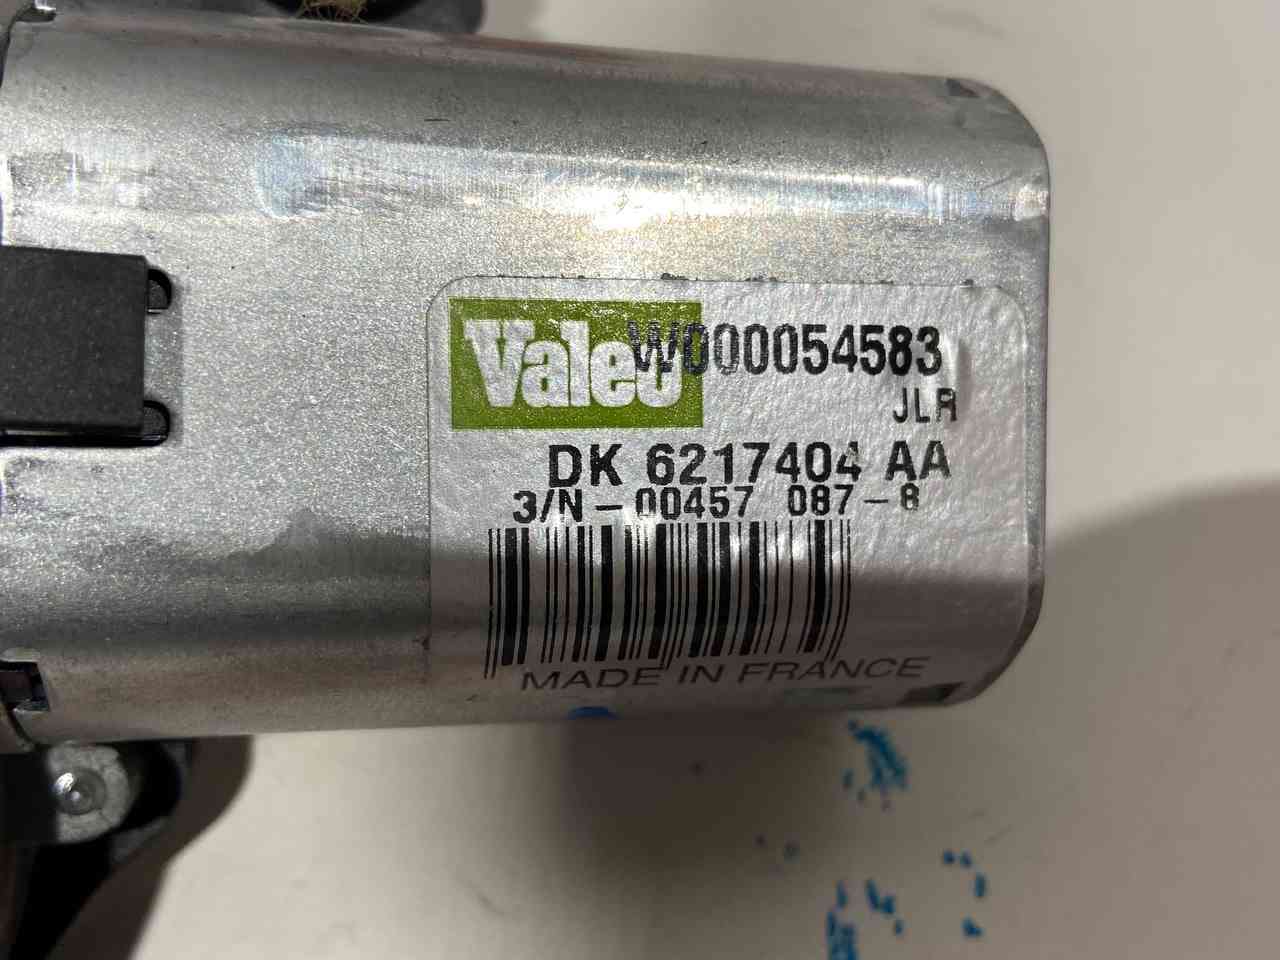 Valeo W000054583
JLR
DK 6217404 AA
3/N-00457 087-8
MADE IN FRANCE